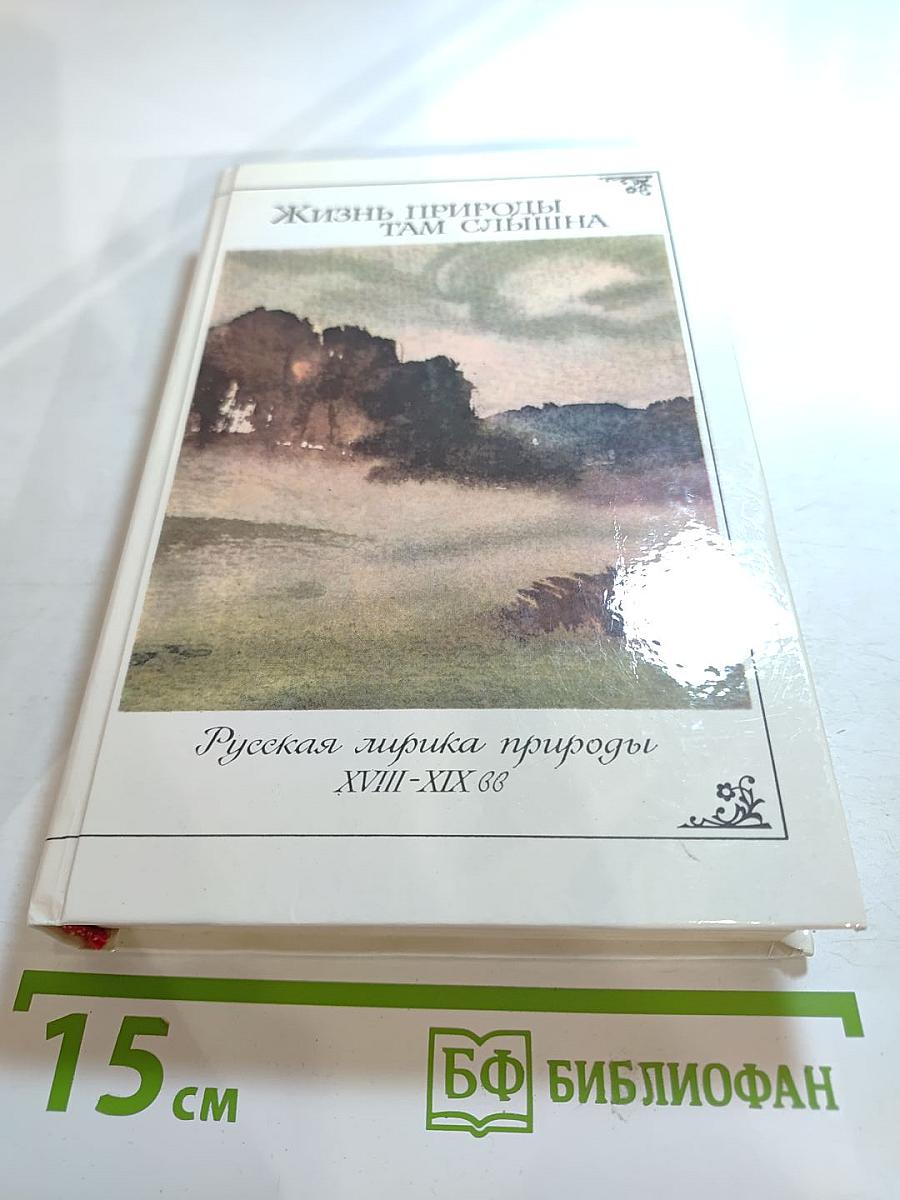 Жизнь природы
там слышна
Русская лирика природы
XVIII-XIX вв
15 см
БФ БИБЛИОФАН